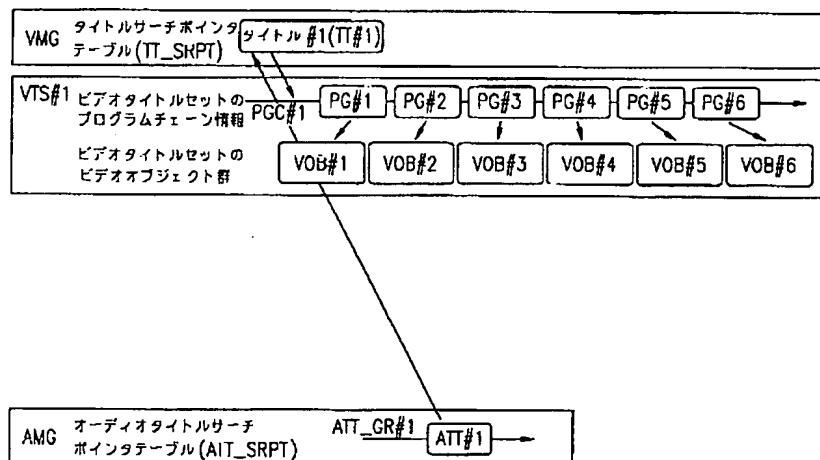 VMG タイトルサーチポインタ
テーブル(TT_SRPT)
タイトル #1(TT#1)
VTS#1 ビデオタイトルセットの
プログラムチェーン情報
PGC#1 PG#1 PG#2 PG#3 PG#4 PG#5 PG#6
ビデオタイトルセットの
ビデオオブジェクト群
VOB#1 VOB#2 VOB#3 VOB#4 VOB#5 VOB#6
AMG オーディオタイトルサーチ
ポインタテーブル(AIT_SRPT)
ATT_GR#1 ATT#1